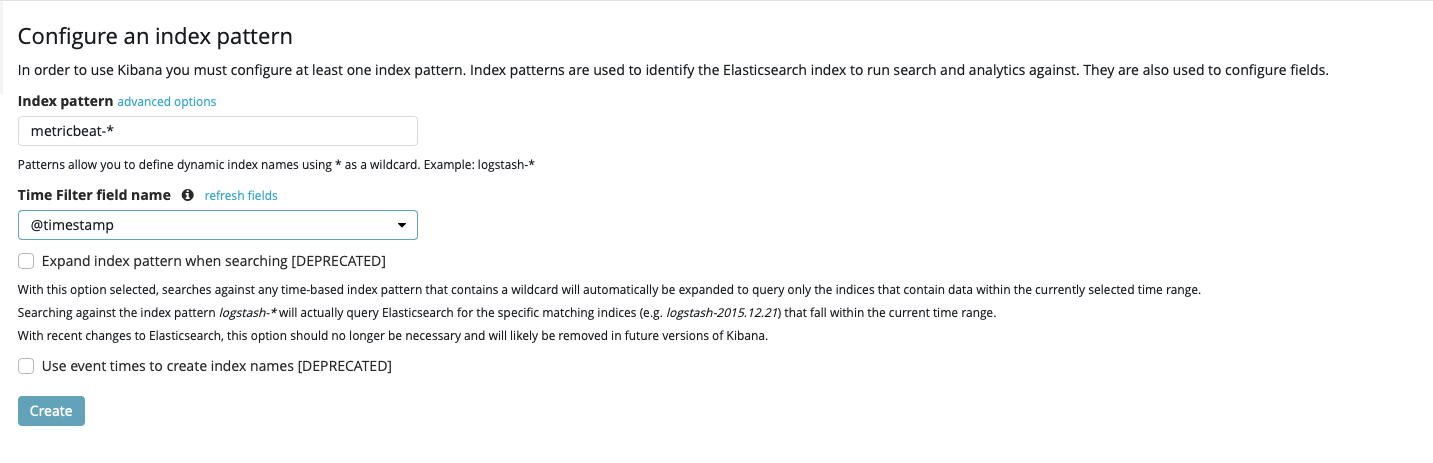 Configure an index pattern
In order to use Kibana you must configure at least one index pattern. Index patterns are used to identify the Elasticsearch index to run search and analytics against. They are also used to configure fields.
Index pattern advanced options
metricbeat-*
Patterns allow you to define dynamic index names using * as a wildcard. Example: logstash-*
Time Filter field name refresh fields
@timestamp
Expand index pattern when searching [DEPRECATED]
With this option selected, searches against any time-based index pattern that contains a wildcard will automatically be expanded to query only the indices that contain data within the currently selected time range.
Searching against the index pattern logstash-* will actually query Elasticsearch for the specific matching indices (e.g. logstash-2015.12.21) that fall within the current time range.
With recent changes to Elasticsearch, this option should no longer be necessary and will likely be removed in future versions of Kibana.
Use event times to create index names [DEPRECATED]
Create